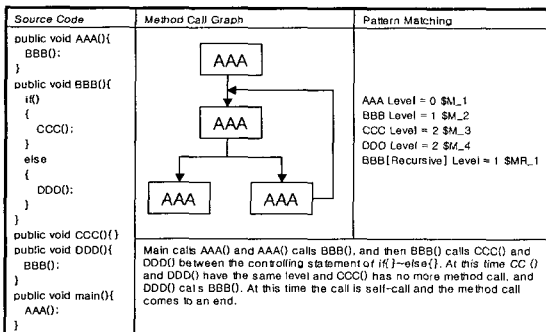 Source Code
Method Call Graph
Pattern Matching
public void AAA(){
BBB();
}
public void BBB(){
if()
{
CCC();
}
else
{
DDD();
}
}
public void CCC(){}
public void DDD(){
BBB();
}
public void main(){
AAA();
}
AAA
AAA
AAA
AAA
AAA Level = 0 $M_1
BBB Level = 1 $M_2
CCC Level = 2 $M_3
DDD Level = 2 $M_4
BBB[Recursive] Level = 1 $MR_1
Main calls AAA() and AAA() calls BBB(), and then BBB() calls CCC() and
DDD() between the controlling statement of if{}~else{}. At this time CC ()
and DDD() have the same level and CCC() has no more method call, and
DDD() calls BBB(). At this time the call is self-call and the method call
comes to an end.